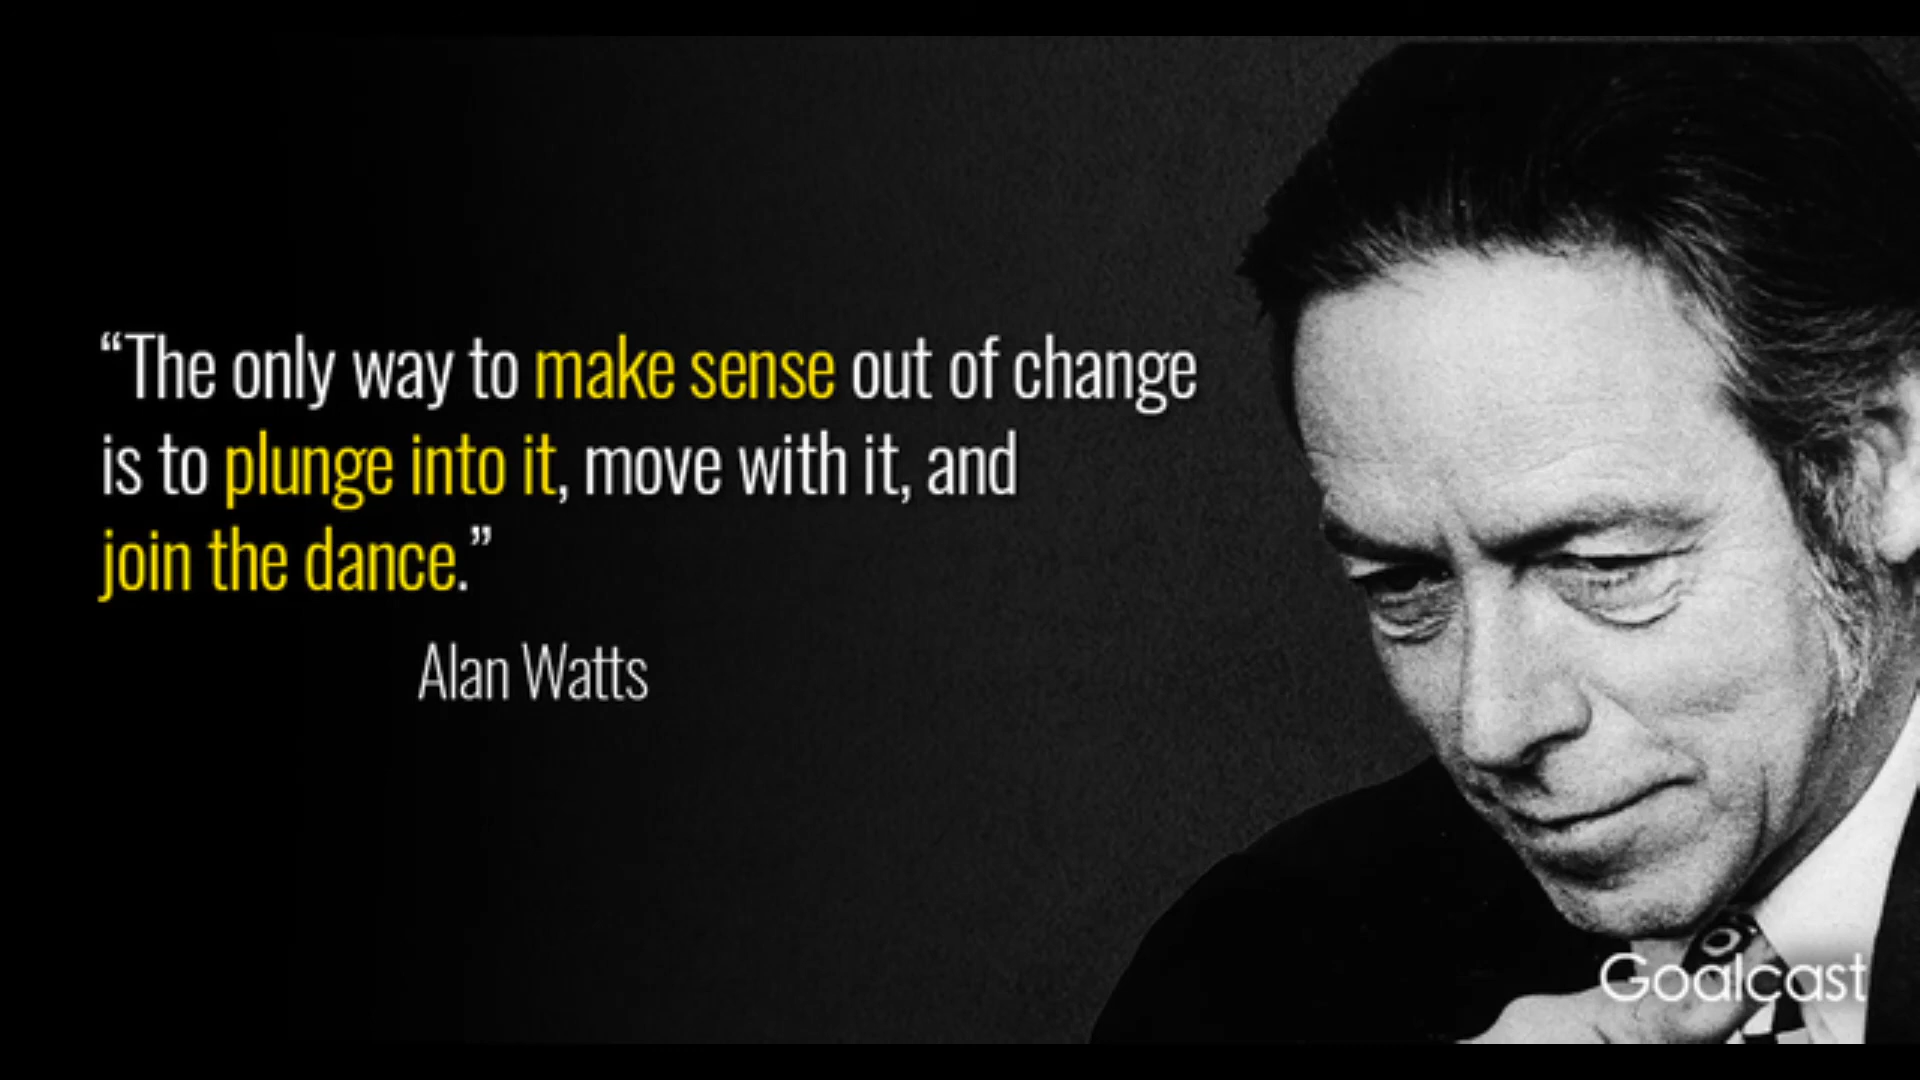 “The only way to make sense out of change
is to plunge into it, move with it, and
join the dance.”
Alan Watts
Goalcast